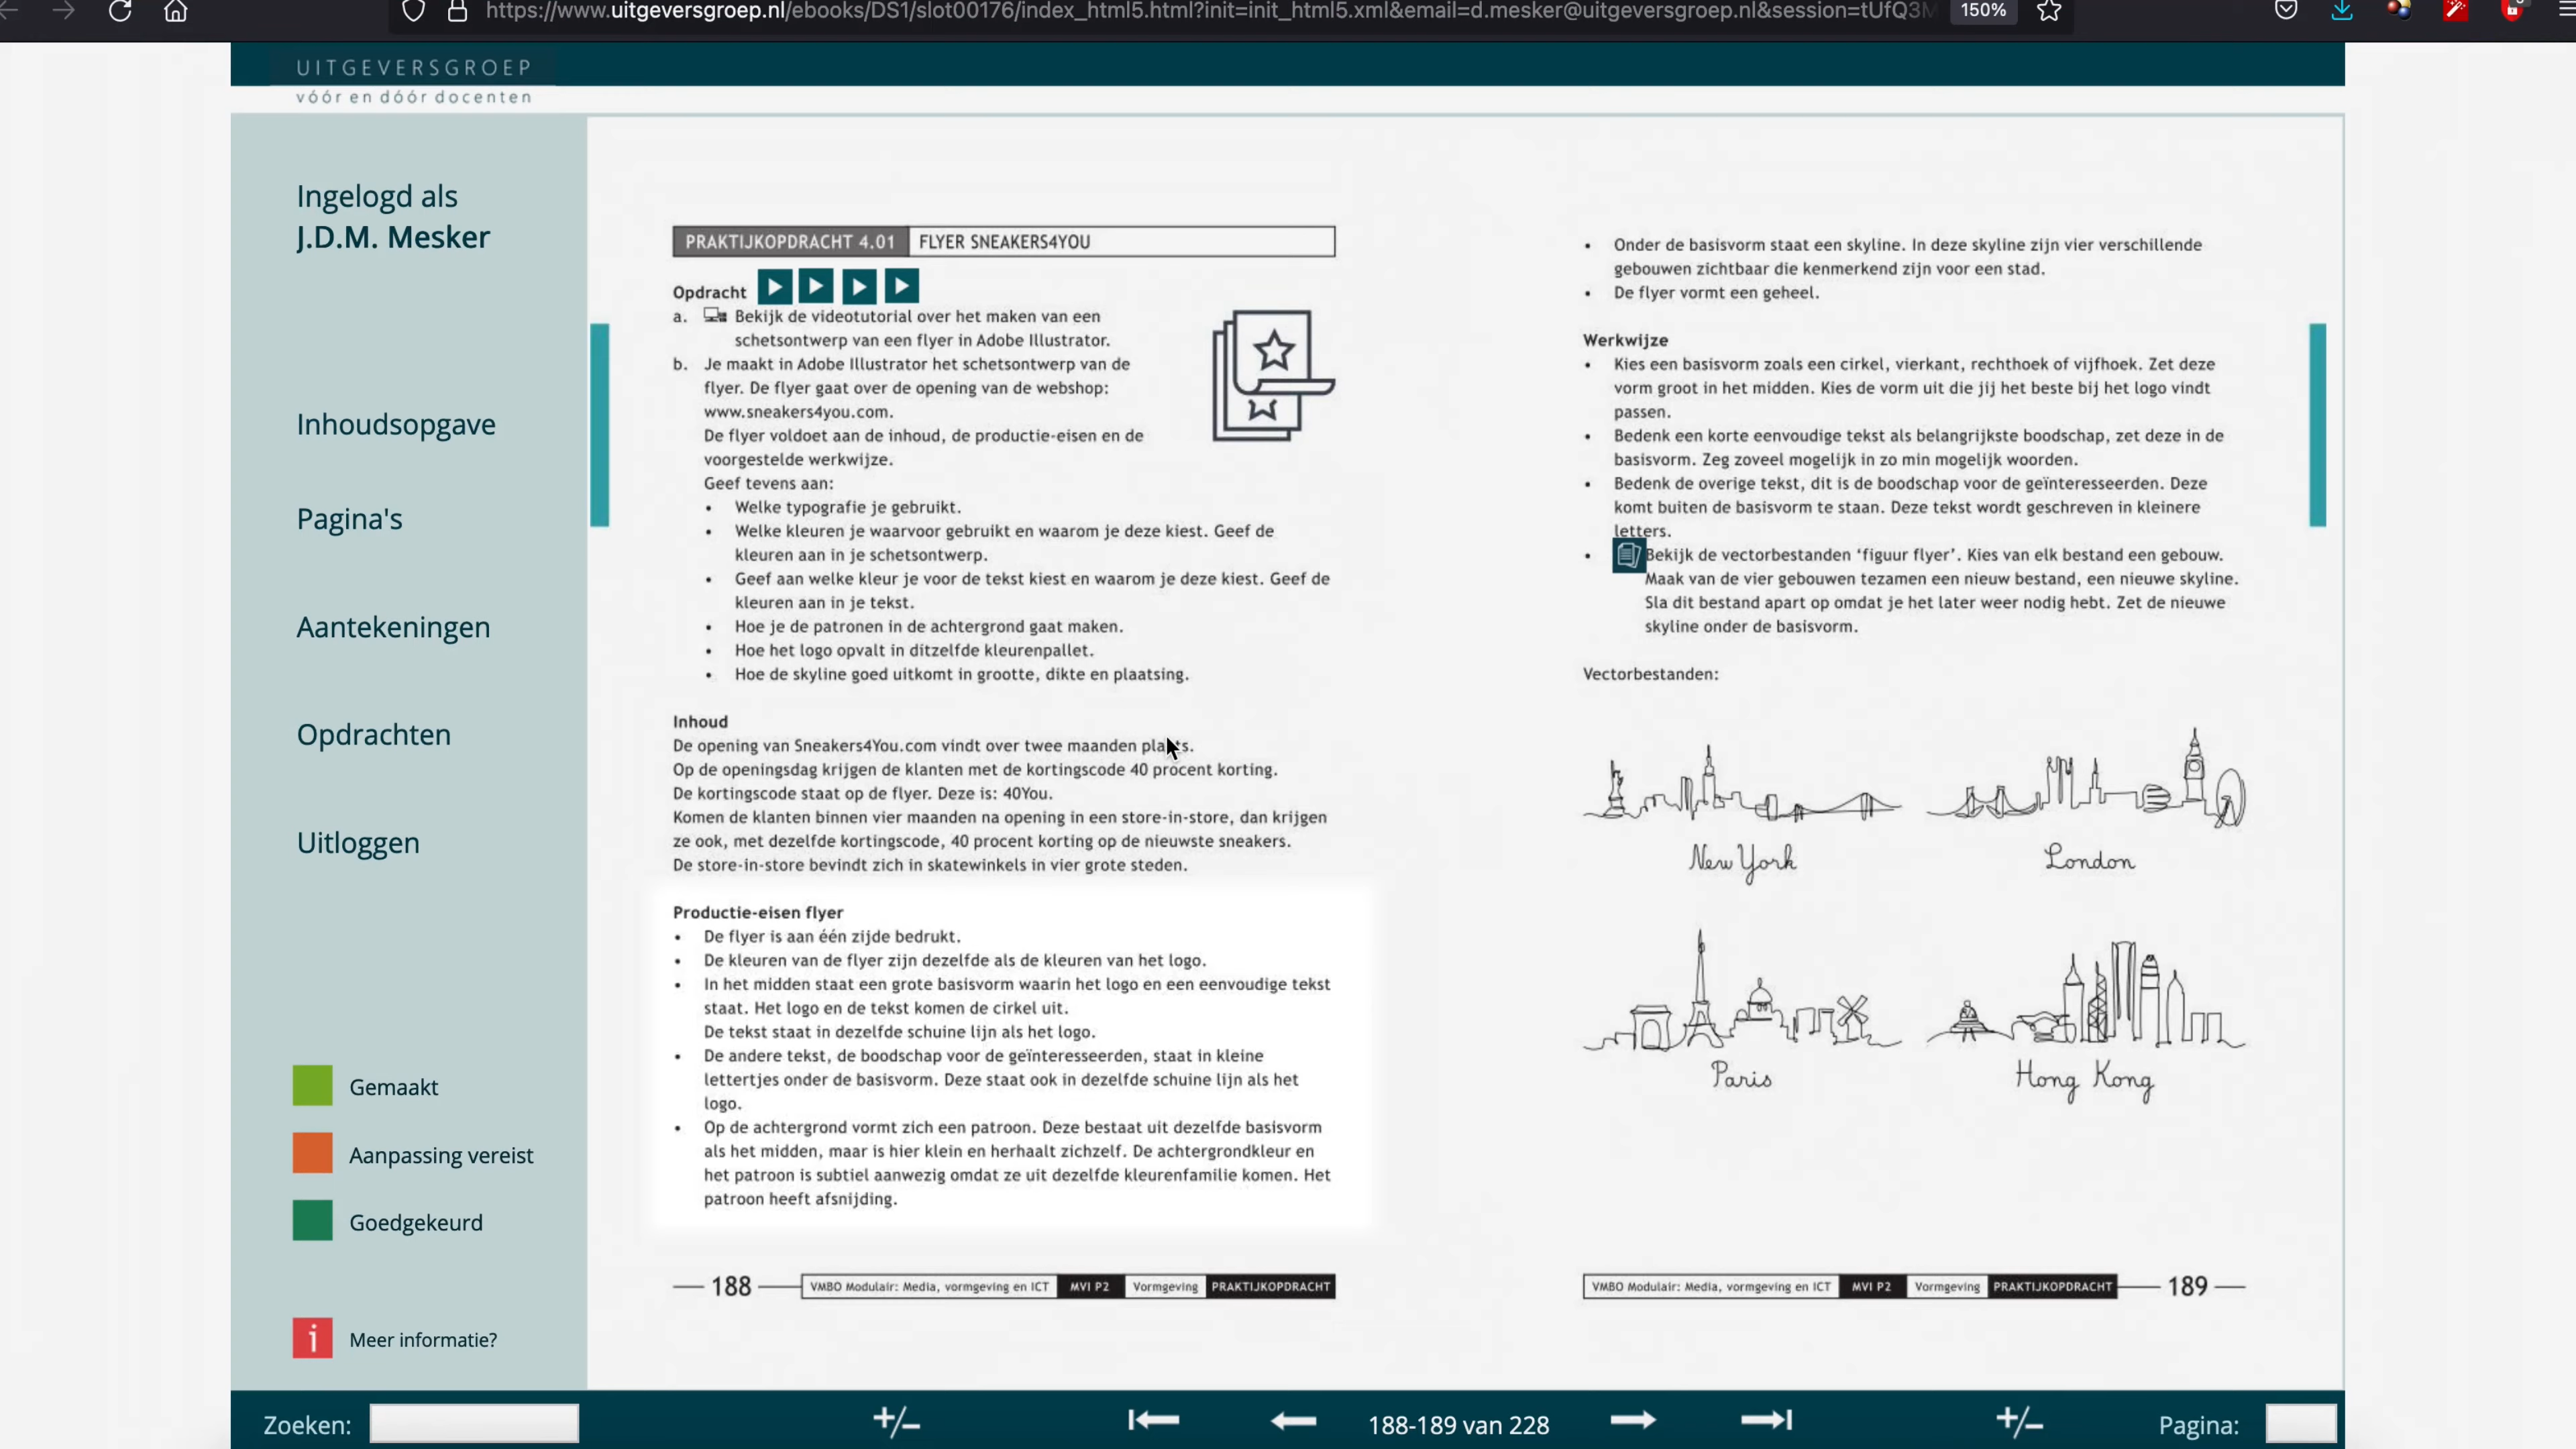 https://www.uitgeversgroep.nl/ebooks/DS1/slot00176/index_html5.html?init=init_html5.xml&email=d.mesker@uitgeversgroep.nl&session=tUfQ3M
150%
UITGEVERSGROEP
vóór en dóór docenten
Ingelogd als
J.D.M. Mesker
Inhoudsopgave
Pagina's
Aantekeningen
Opdrachten
Uitloggen
Gemaakt
Aanpassing vereist
Goedgekeurd
i Meer informatie?
PRAKTIJKOPDRACHT 4.01 FLYER SNEAKERS4YOU
Opdracht
a. Bekijk de videotutorial over het maken van een
schetsontwerp van een flyer in Adobe Illustrator.
b. Je maakt in Adobe Illustrator het schetsontwerp van de
flyer. De flyer gaat over de opening van de webshop:
www.sneakers4you.com.
De flyer voldoet aan de inhoud, de productie-eisen en de
voorgestelde werkwijze.
Geef tevens aan:
• Welke typografie je gebruikt.
• Welke kleuren je waarvoor gebruikt en waarom je deze kiest. Geef de
kleuren aan in je schetsontwerp.
• Geef aan welke kleur je voor de tekst kiest en waarom je deze kiest. Geef de
kleuren aan in je tekst.
• Hoe je de patronen in de achtergrond gaat maken.
• Hoe het logo opvalt in ditzelfde kleurenpallet.
• Hoe de skyline goed uitkomt in grootte, dikte en plaatsing.
Inhoud
De opening van Sneakers4You.com vindt over twee maanden plaats.
Op de openingsdag krijgen de klanten met de kortingscode 40 procent korting.
De kortingscode staat op de flyer. Deze is: 40You.
Komen de klanten binnen vier maanden na opening in een store-in-store, dan krijgen
ze ook, met dezelfde kortingscode, 40 procent korting op de nieuwste sneakers.
De store-in-store bevindt zich in skatewinkels in vier grote steden.
Productie-eisen flyer
• De flyer is aan één zijde bedrukt.
• De kleuren van de flyer zijn dezelfde als de kleuren van het logo.
• In het midden staat een grote basisvorm waarin het logo en een eenvoudige tekst
staat. Het logo en de tekst komen de cirkel uit.
De tekst staat in dezelfde schuine lijn als het logo.
• De andere tekst, de boodschap voor de geïnteresseerden, staat in kleine
lettertjes onder de basisvorm. Deze staat ook in dezelfde schuine lijn als het
logo.
• Op de achtergrond vormt zich een patroon. Deze bestaat uit dezelfde basisvorm
als het midden, maar is hier klein en herhaalt zichzelf. De achtergrondkleur en
het patroon is subtiel aanwezig omdat ze uit dezelfde kleurenfamilie komen. Het
patroon heeft afsnijding.
188 VMBO Modulair: Media, vormgeving en ICT MVI P2 Vormgeving PRAKTIJKOPDRACHT
• Onder de basisvorm staat een skyline. In deze skyline zijn vier verschillende
gebouwen zichtbaar die kenmerkend zijn voor een stad.
• De flyer vormt een geheel.
Werkwijze
• Kies een basisvorm zoals een cirkel, vierkant, rechthoek of vijfhoek. Zet deze
vorm groot in het midden. Kies de vorm uit die jij het beste bij het logo vindt
passen.
• Bedenk een korte eenvoudige tekst als belangrijkste boodschap, zet deze in de
basisvorm. Zeg zoveel mogelijk in zo min mogelijk woorden.
• Bedenk de overige tekst, dit is de boodschap voor de geïnteresseerden. Deze
komt buiten de basisvorm te staan. Deze tekst wordt geschreven in kleinere
letters.
• Bekijk de vectorbestanden ‘figuur flyer’. Kies van elk bestand een gebouw.
Maak van de vier gebouwen tezamen een nieuw bestand, een nieuwe skyline.
Sla dit bestand apart op omdat je het later weer nodig hebt. Zet de nieuwe
skyline onder de basisvorm.
Vectorbestanden:
New York
London
Paris
Hong Kong
VMBO Modulair: Media, vormgeving en ICT MVI P2 Vormgeving PRAKTIJKOPDRACHT 189
Zoeken:
+/-
188-189 van 228
+/-
Pagina: